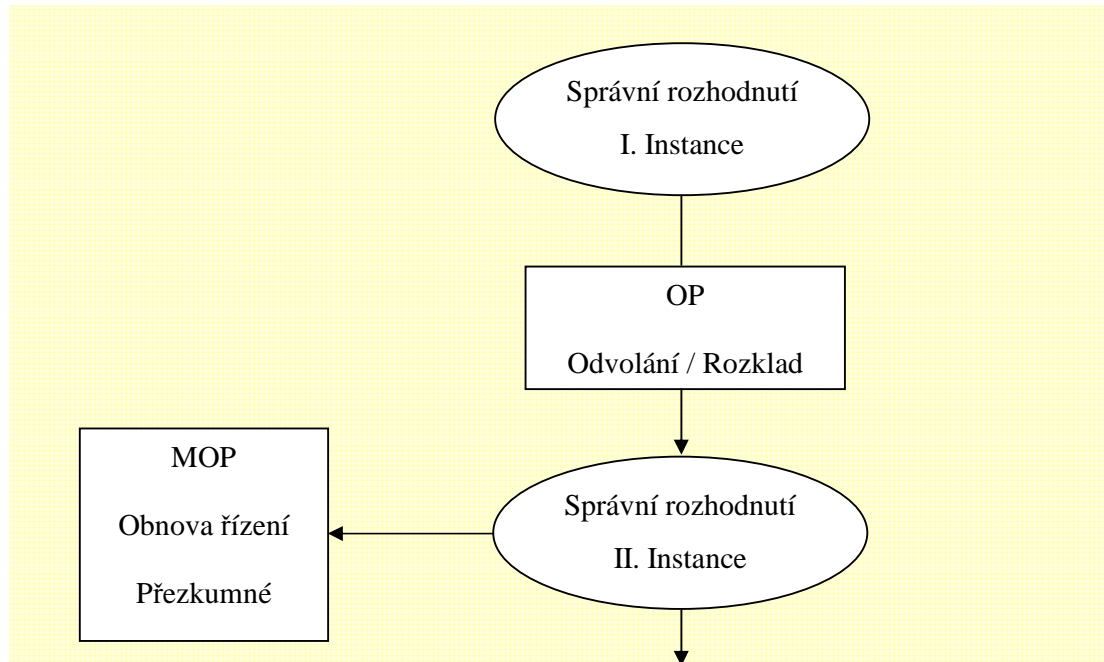 Správní rozhodnutí
I. Instance
OP
Odvolání / Rozklad
MOP
Obnova řízení
Přezkumné
Správní rozhodnutí
II. Instance